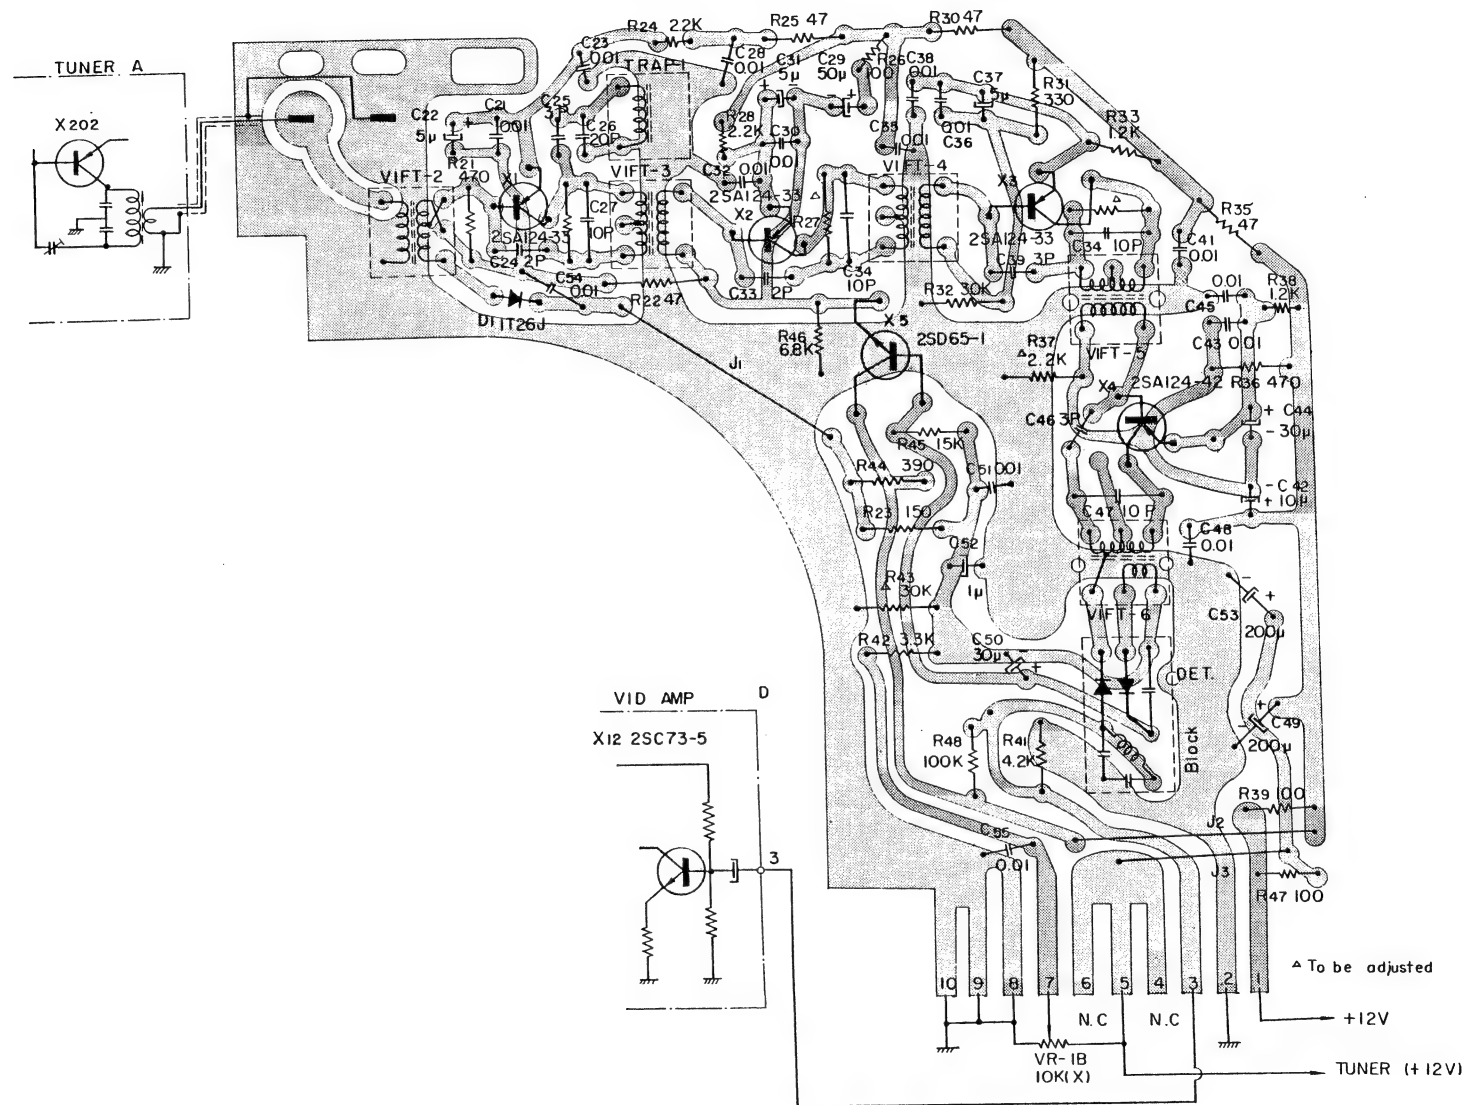 TUNER A
X202
R24 22K
R25 47
R30 47
C23
0.01
TRAP-1
C28
0.01
C31
5µ
C29
50µ
R26
100
C38
0.01
C37
5µ
R31
330
R33
1.2K
C22
5µ
C21
0.01
C25
3P
C26
20P
R28
2.2K
C30
0.01
C35
0.01
0.01
C36
R21
470
X1
C32
0.01
2SA124-33
VIFT-2
VIFT-3
VIFT-4
X3
R35
47
C27
10P
X2
R27
△
△
2SA124-33
2SA124-33
C24
2P
C54
0.01
C33
2P
C34
10P
C39
3P
C34
10P
C41
0.01
D1 1T26J
R22 47
R32 30K
0.01
C45
R38
1.2K
X5
2SD65-1
R46
6.8K
R37
△ 2.2K
VIFT-5
C43
0.01
J1
X4
2SA124-42
R36 470
C46 3P
+ C44
- 30µ
R45
15K
R44 390
C51 0.01
- C42
+ 10µ
R23 150
C47 10P
C48
0.01
C52
1µ
R43
△ 30K
VIFT-6
C53
-
+
200µ
R42 3.3K
C50
30µ
-
+
DET.
Block
VID AMP D
X12 2SC73-5
R48
100K
R41
4.2K
+
-
C49
200µ
R39 100
J2
C55
0.01
3
J3
R47 100
△ To be adjusted
10 9 8 7 6 5 4 3 2 1
N.C N.C
+12V
VR-1B
10K(X)
TUNER (+12V)